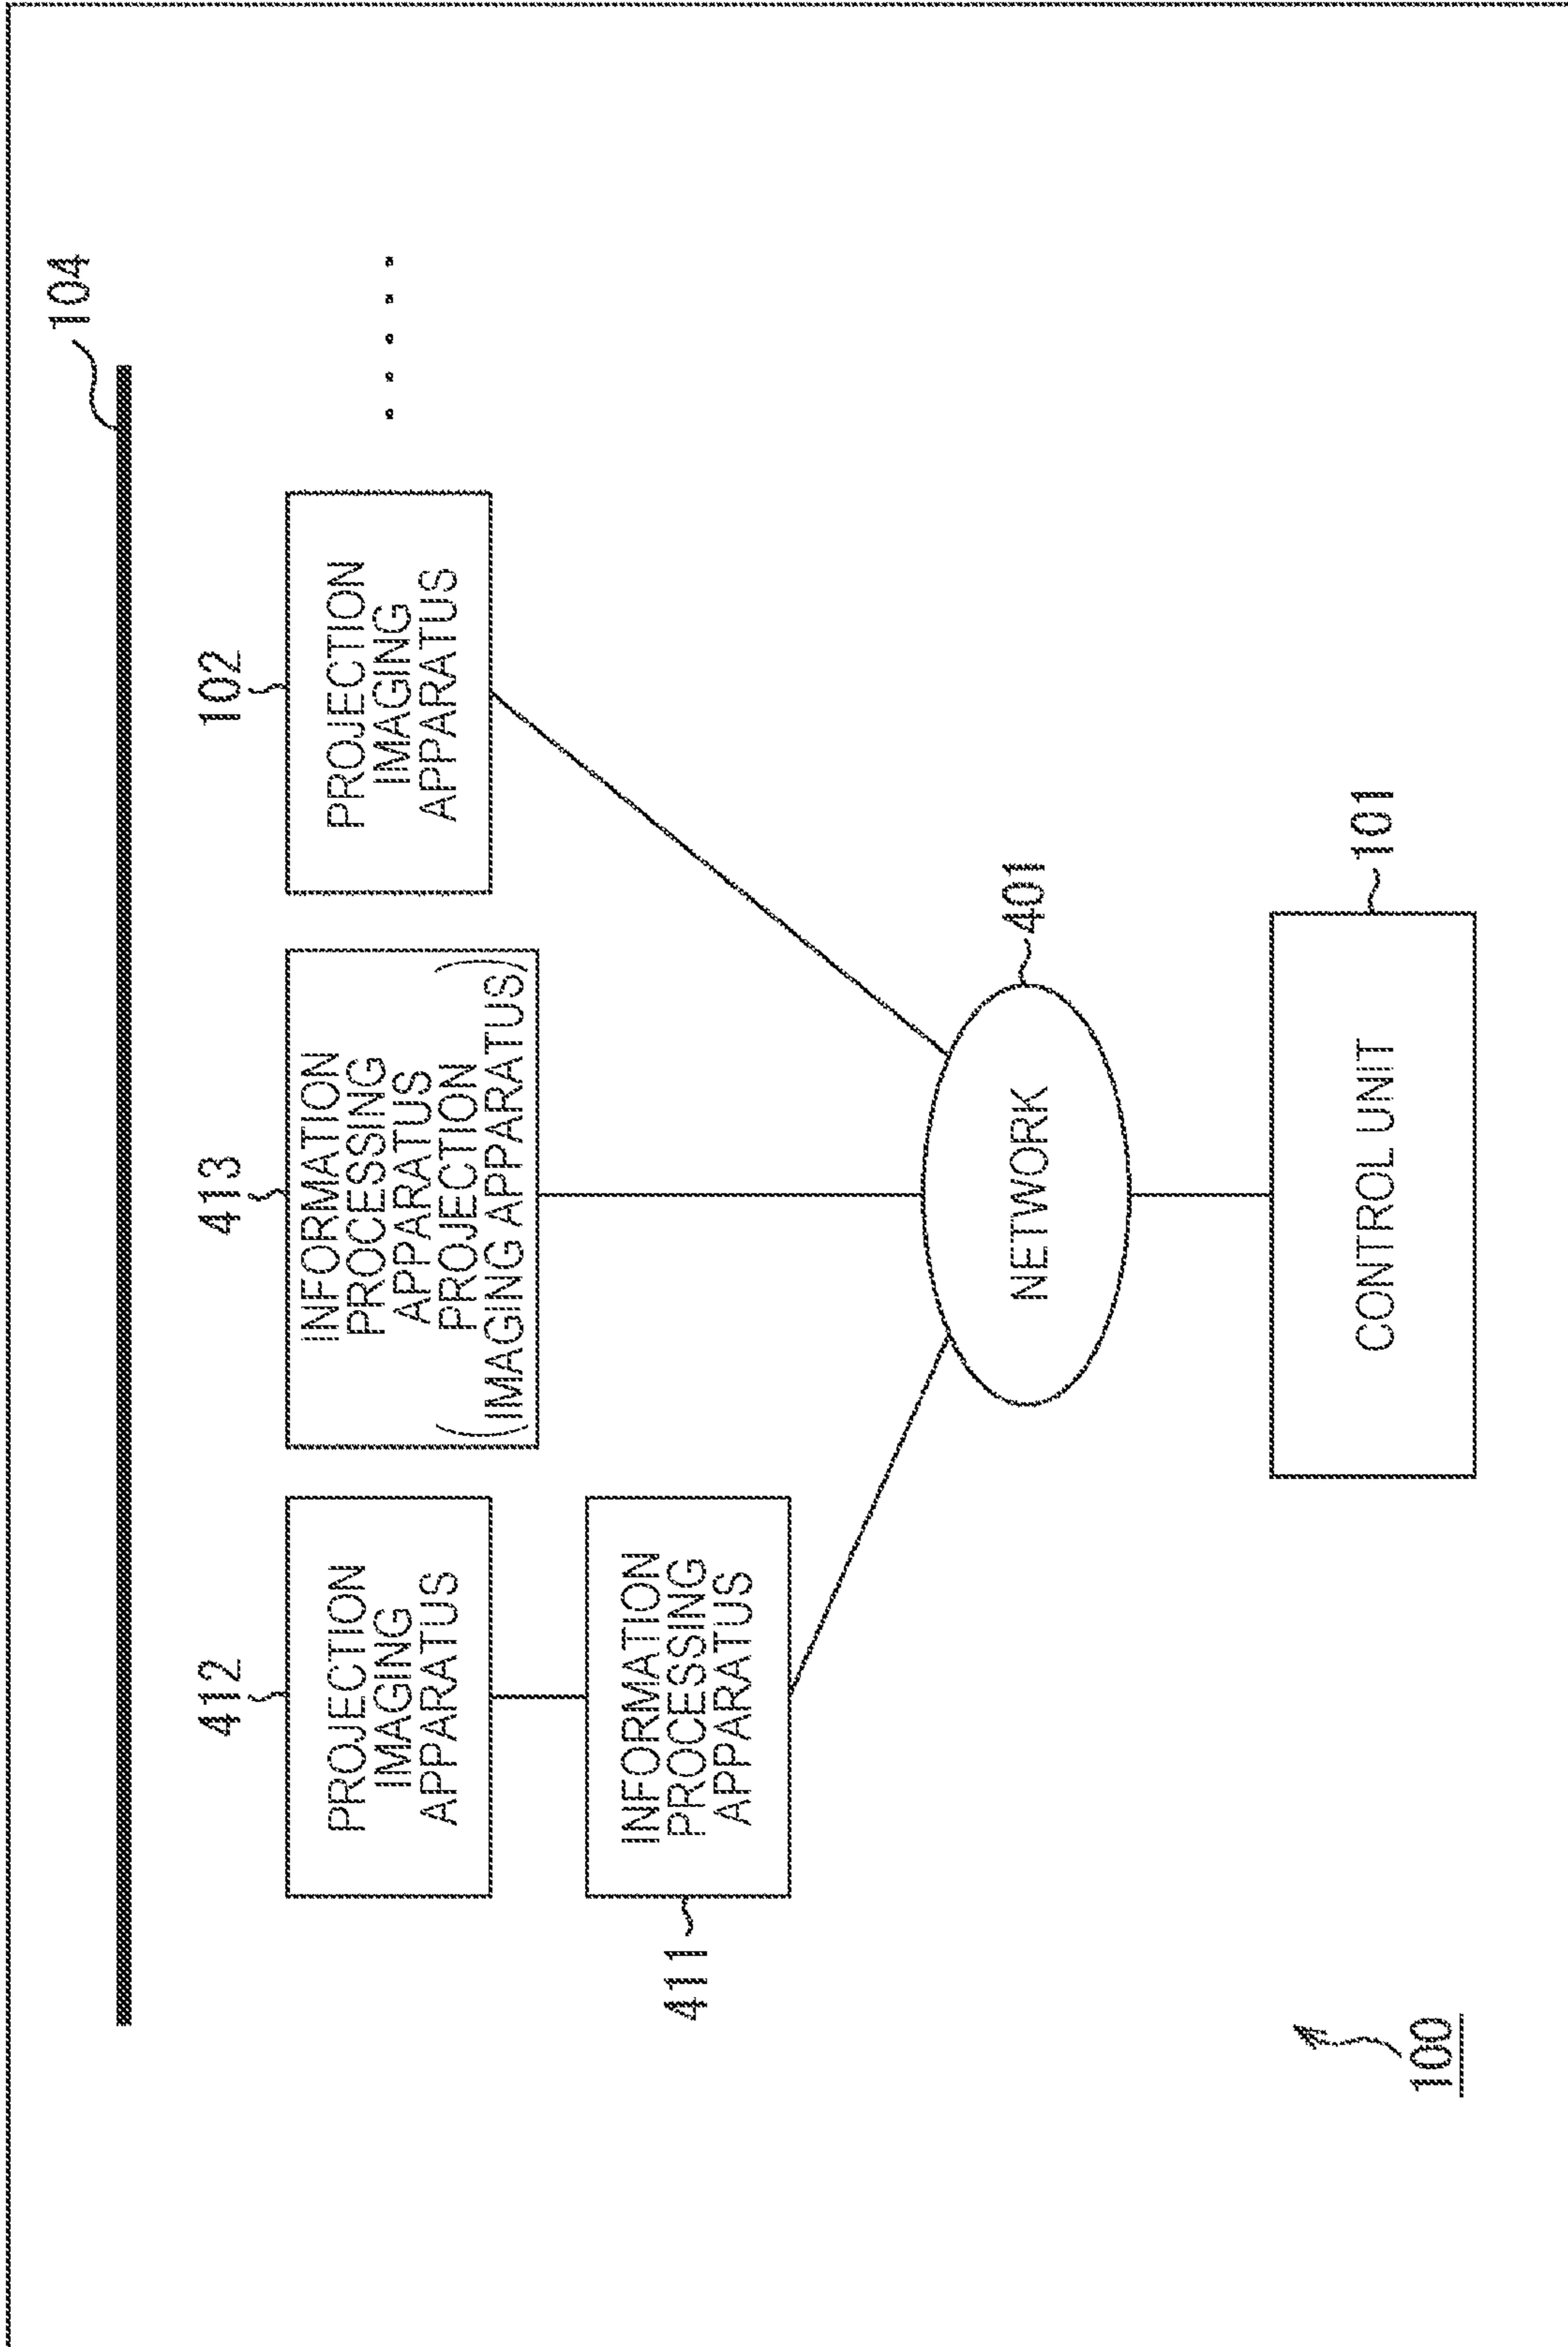 104
412
413
102
PROJECTION
IMAGING
APPARATUS
INFORMATION
PROCESSING
APPARATUS
(PROJECTION
IMAGING APPARATUS)
PROJECTION
IMAGING
APPARATUS
.....
411
INFORMATION
PROCESSING
APPARATUS
401
NETWORK
101
CONTROL UNIT
100